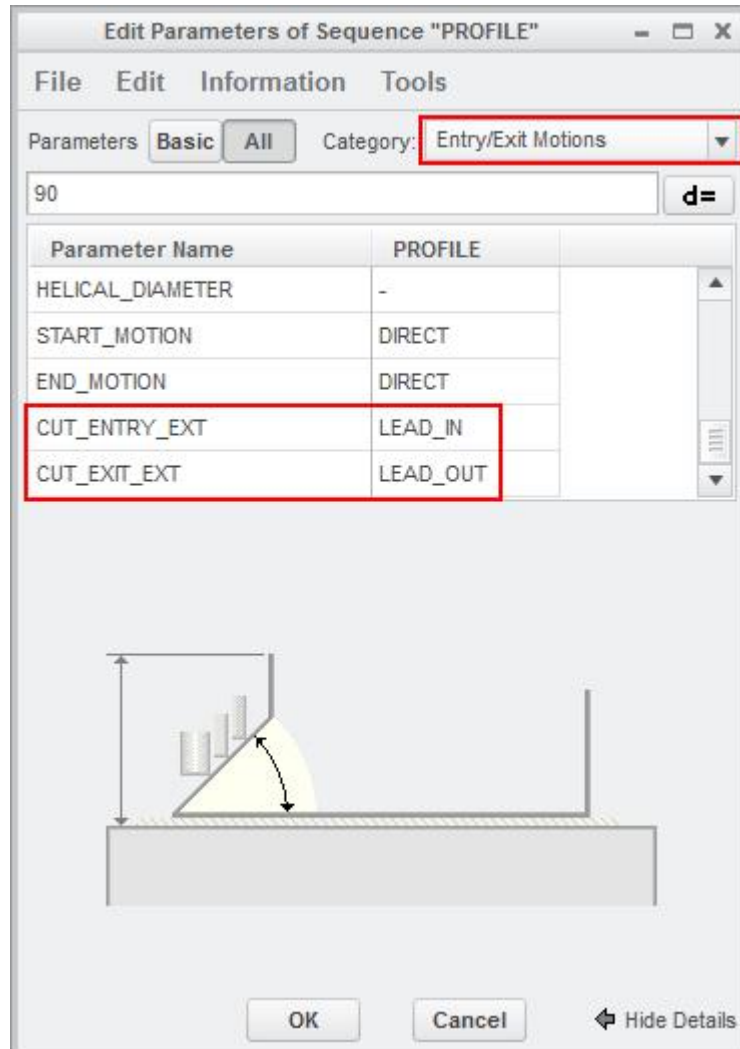 Edit Parameters of Sequence "PROFILE"
File Edit Information Tools
Parameters Basic All Category: Entry/Exit Motions
90 d=
Parameter Name PROFILE
HELICAL_DIAMETER -
START_MOTION DIRECT
END_MOTION DIRECT
CUT_ENTRY_EXT LEAD_IN
CUT_EXIT_EXT LEAD_OUT
OK Cancel Hide Details